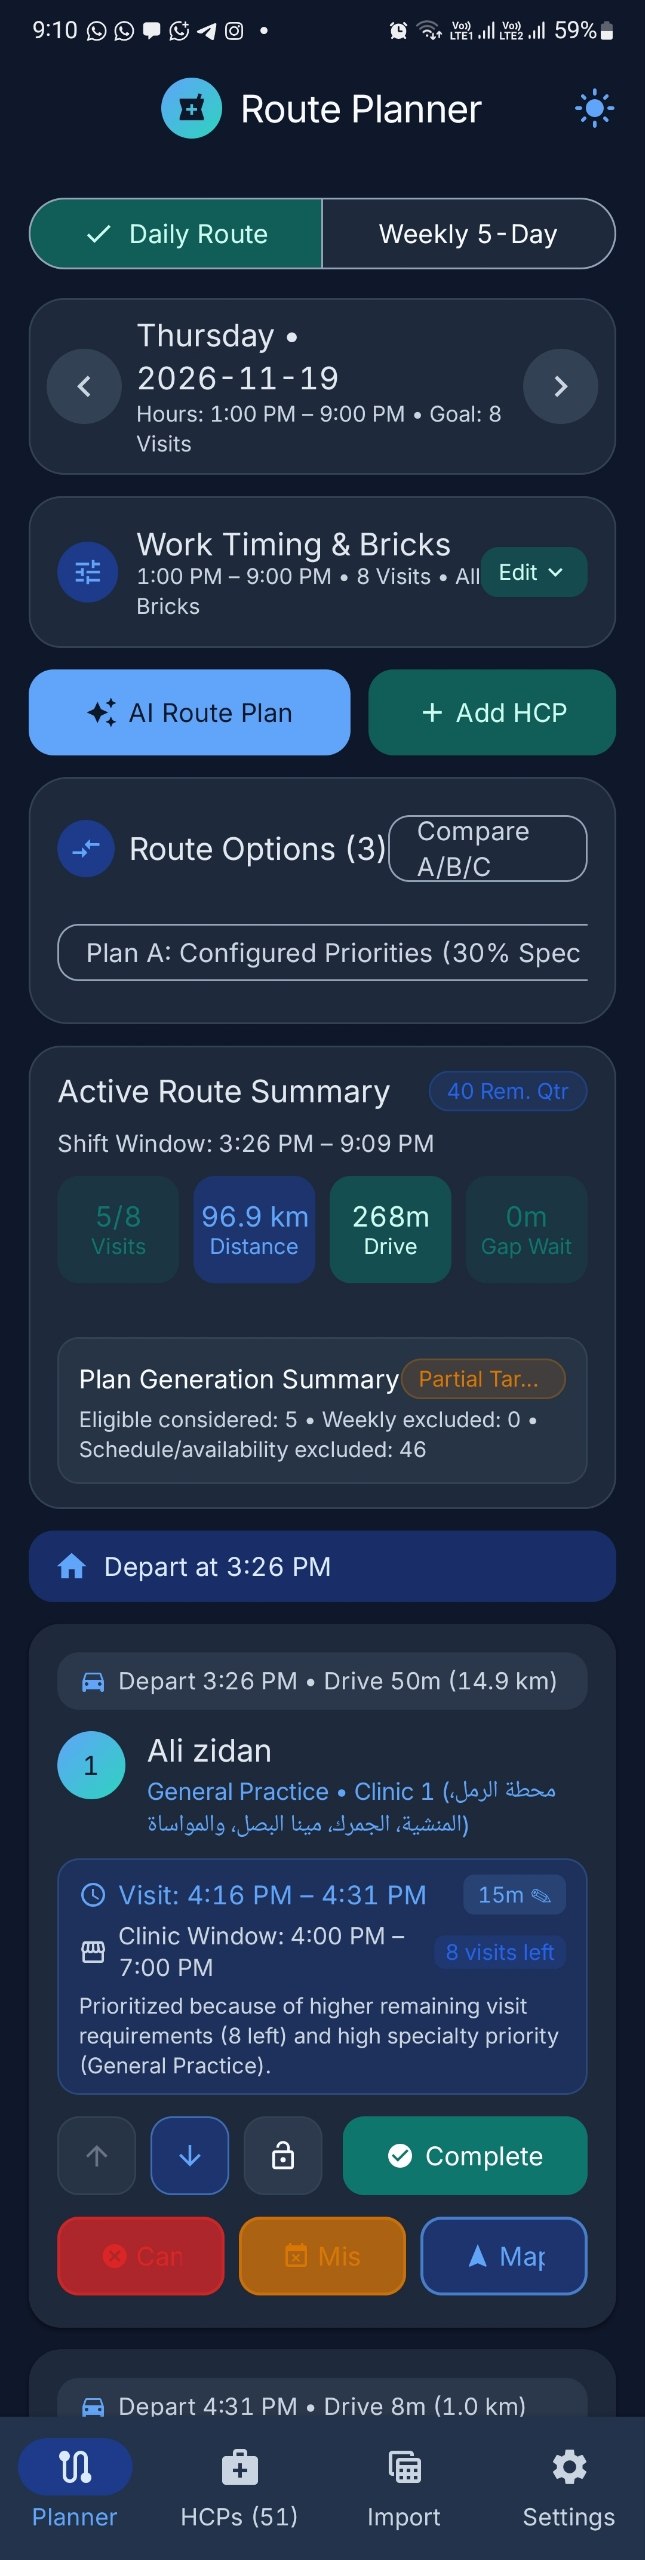 9:10
Vo)) LTE1 Vo)) LTE2 59%
Route Planner
Daily Route
Weekly 5-Day
Thursday •
2026-11-19
Hours: 1:00 PM – 9:00 PM • Goal: 8
Visits
Work Timing & Bricks
1:00 PM – 9:00 PM • 8 Visits • All
Bricks
Edit
AI Route Plan
Add HCP
Route Options (3)
Compare
A/B/C
Plan A: Configured Priorities (30% Spec
Active Route Summary
40 Rem. Qtr
Shift Window: 3:26 PM – 9:09 PM
5/8
Visits
96.9 km
Distance
268m
Drive
0m
Gap Wait
Plan Generation Summary
Partial Tar...
Eligible considered: 5 • Weekly excluded: 0 •
Schedule/availability excluded: 46
Depart at 3:26 PM
Depart 3:26 PM • Drive 50m (14.9 km)
1
Ali zidan
General Practice • Clinic 1 (محطة الرمل،
المنشية، الجمرك، مينا البصل، والمواساة)
Visit: 4:16 PM – 4:31 PM
15m ✎
Clinic Window: 4:00 PM –
7:00 PM
8 visits left
Prioritized because of higher remaining visit
requirements (8 left) and high specialty priority
(General Practice).
Complete
Can
Mis
Map
Depart 4:31 PM • Drive 8m (1.0 km)
Planner
HCPs (51)
Import
Settings